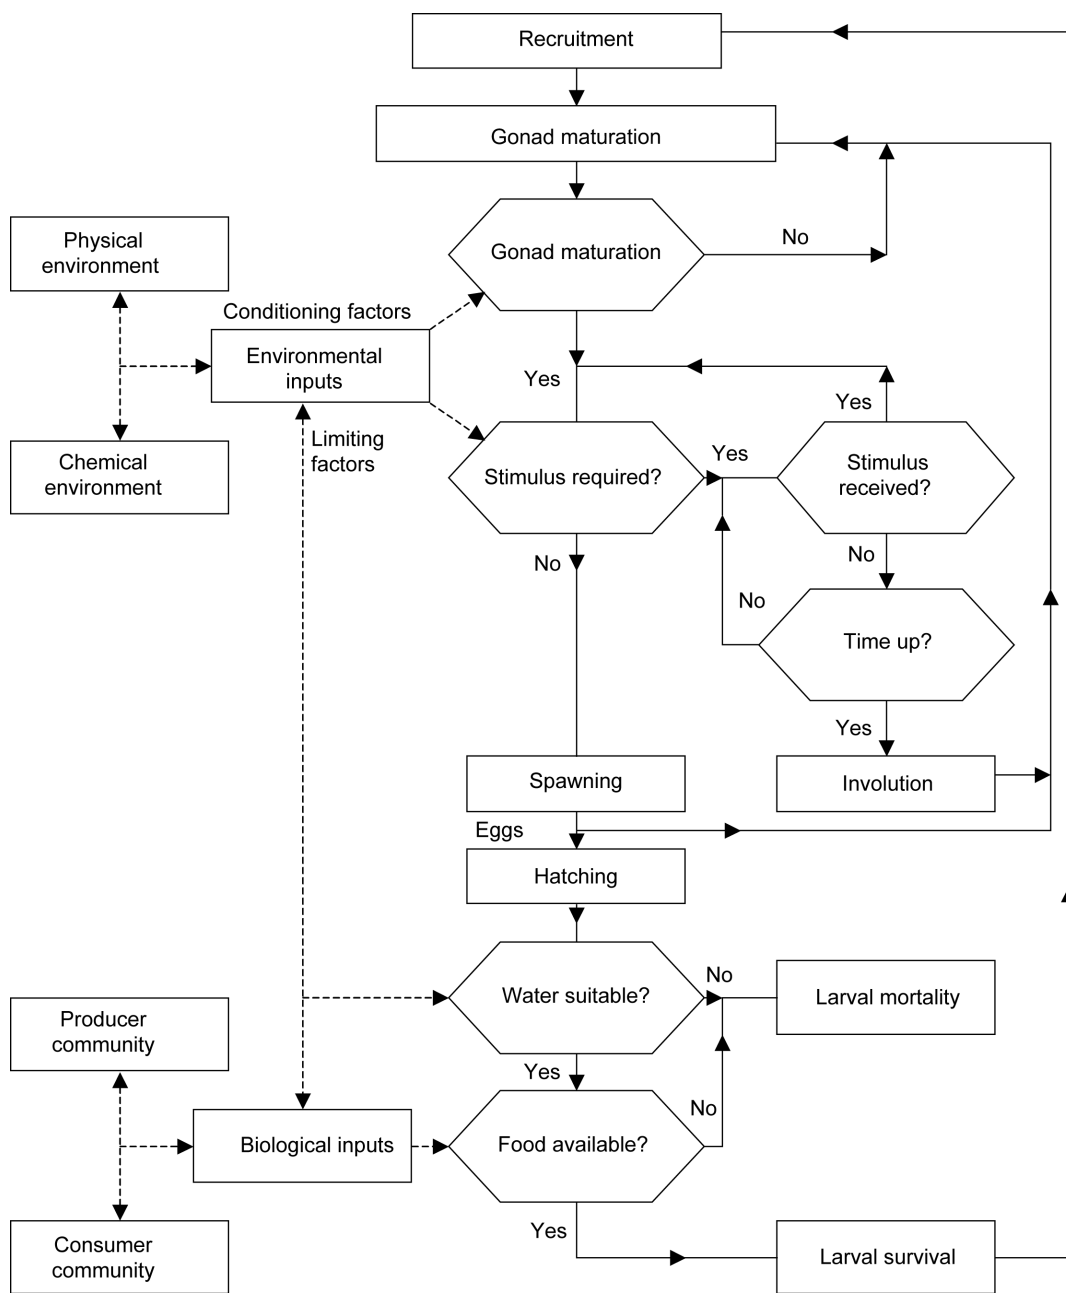 Recruitment
Gonad maturation
Gonad maturation
No
Physical
environment
Conditioning factors
Environmental
inputs
Yes
Yes
Limiting
factors
Chemical
environment
Stimulus required?
Yes
Stimulus
received?
No
No
No
Time up?
Yes
Spawning
Involution
Eggs
Hatching
Water suitable?
No
Larval mortality
Producer
community
Yes
No
Biological inputs
Food available?
Yes
Consumer
community
Larval survival